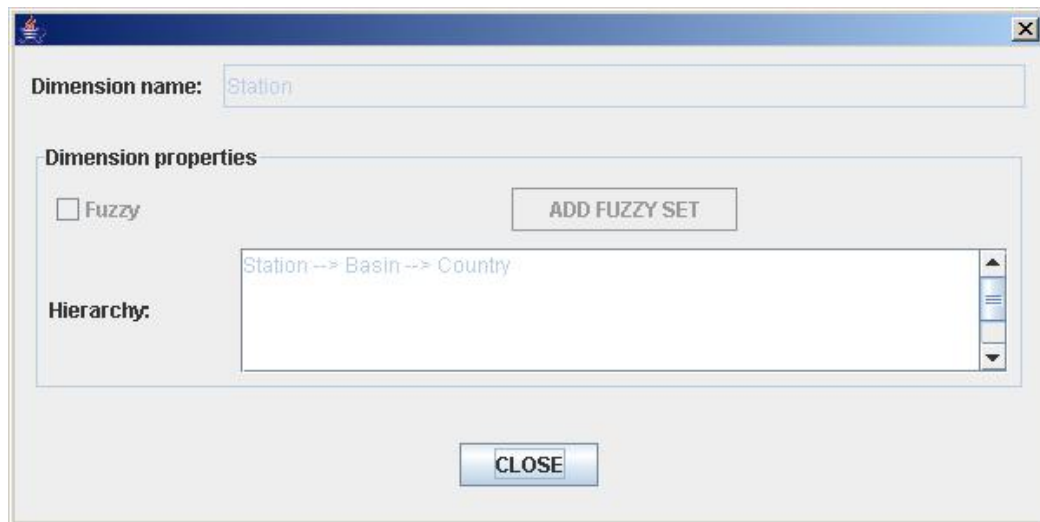 Dimension name: Station
Dimension properties
Fuzzy ADD FUZZY SET
Station --> Basin --> Country
Hierarchy:
CLOSE